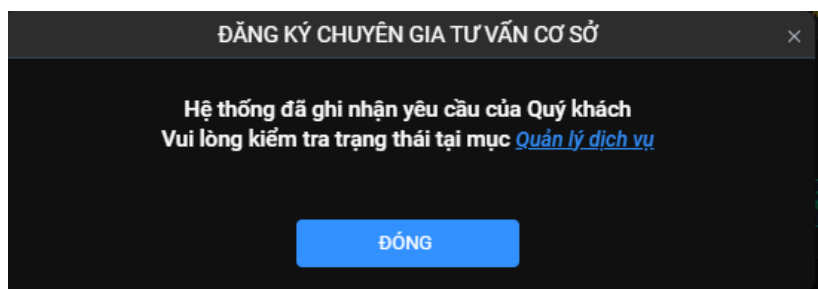 ĐĂNG KÝ CHUYÊN GIA TƯ VẤN CƠ SỞ ×
Hệ thống đã ghi nhận yêu cầu của Quý khách
Vui lòng kiểm tra trạng thái tại mục Quản lý dịch vụ
ĐÓNG